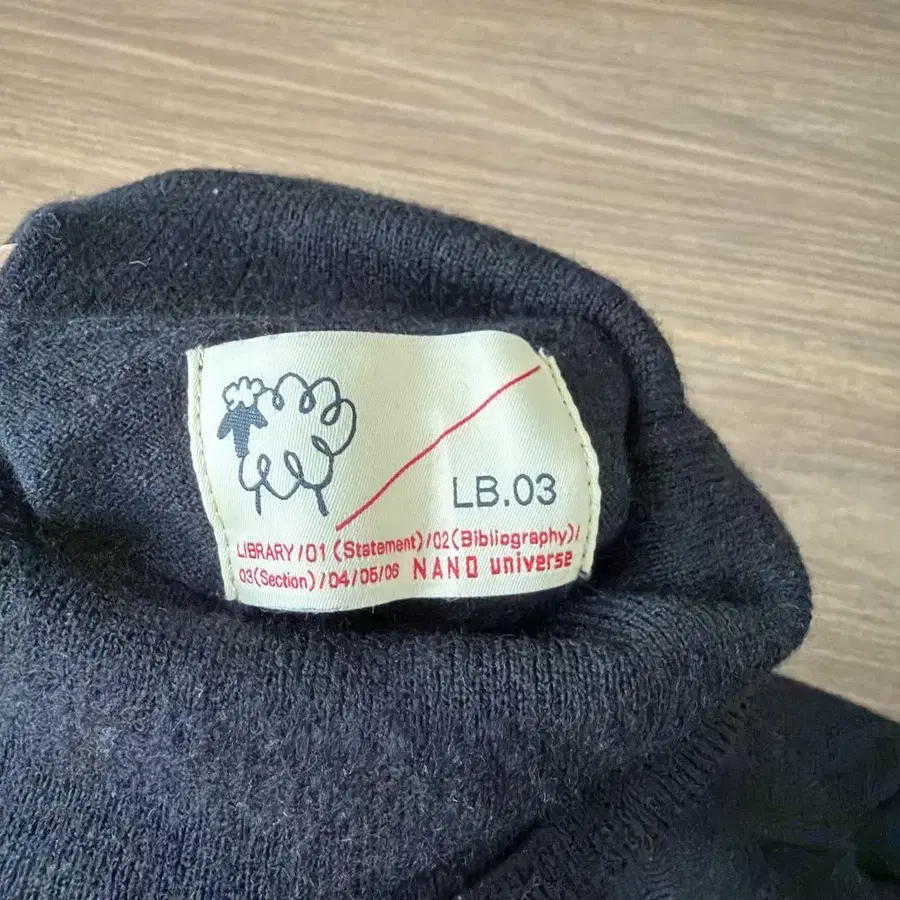 LB.03
LIBRARY/01 (Statement)/02(Bibliography)/
03(Section)/04/05/06 NANO universe